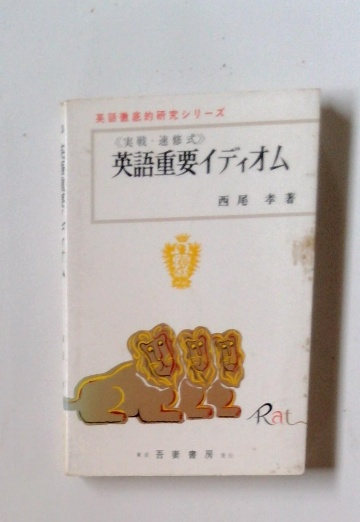 英語徹底的研究シリーズ
《実戦・速修式》
英語重要イディオム
西尾 孝 著
Rat
吾妻書房